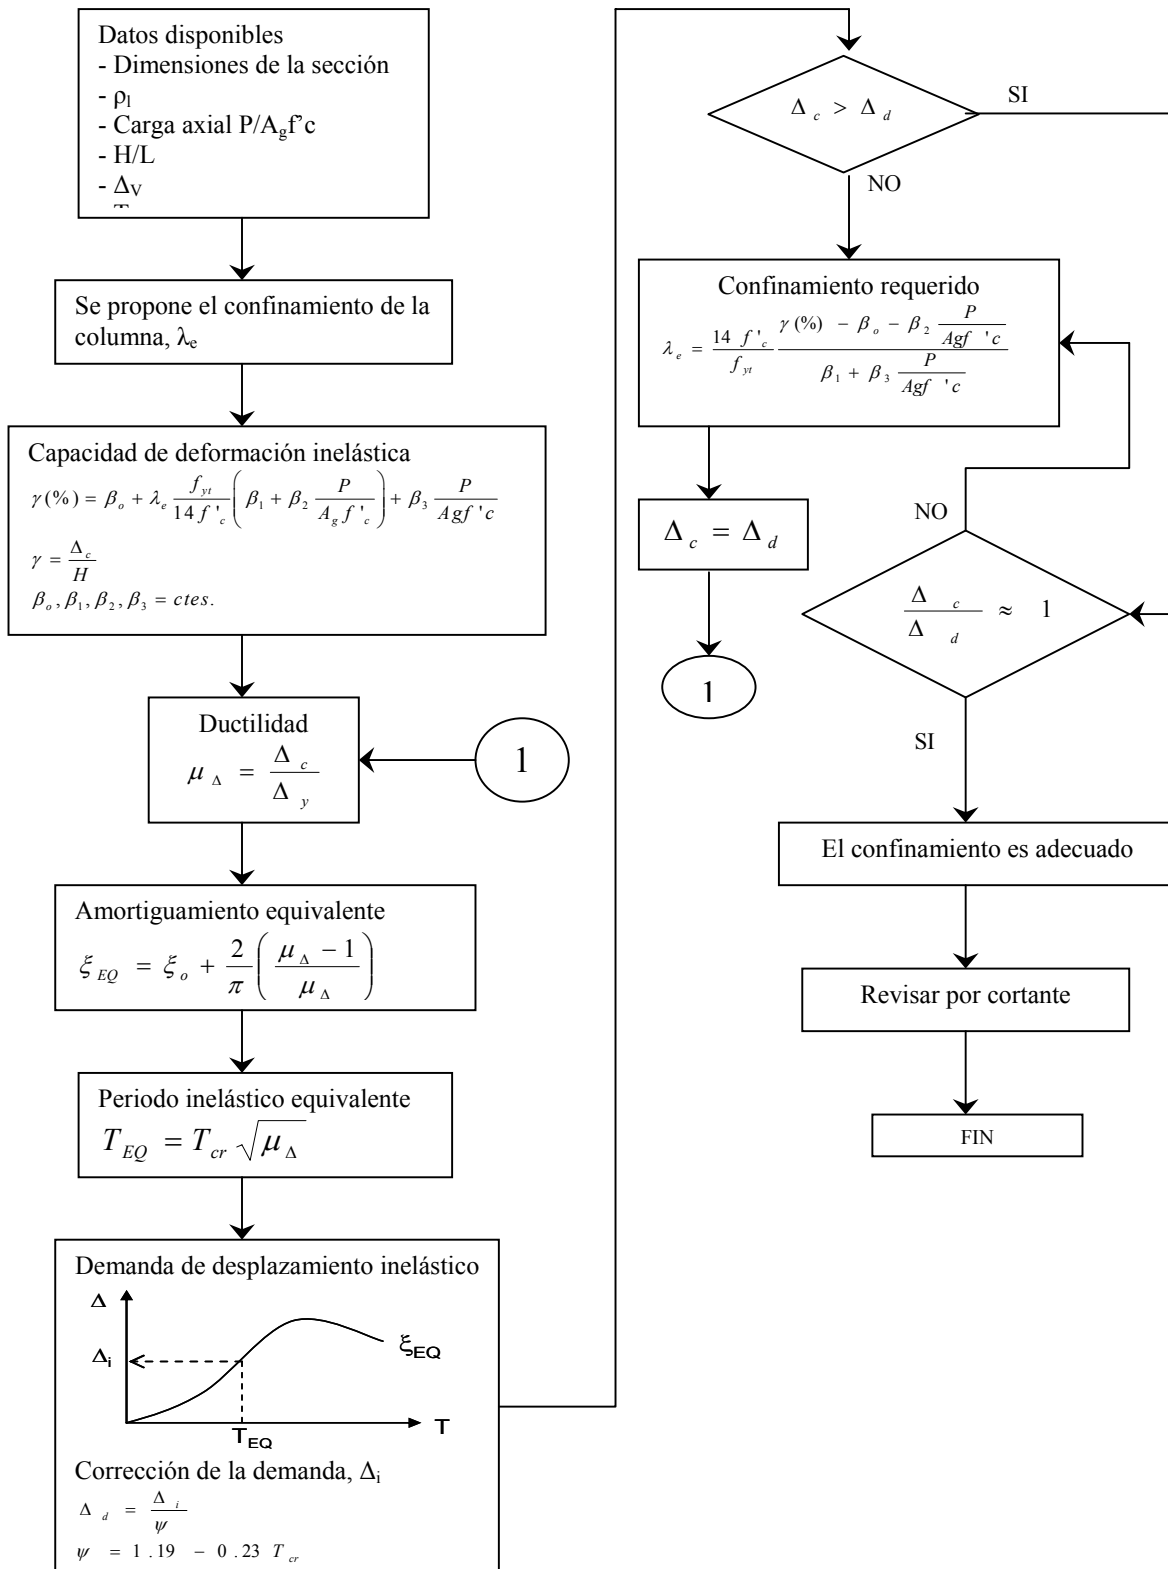 Datos disponibles
- Dimensiones de la sección
- ρl
- Carga axial P/Agf'c
- H/L
- ΔV
Se propone el confinamiento de la
columna, λe
Capacidad de deformación inelástica
γ(%) = βo + λe fyt/14f'c (β1 + β2 P/Agf'c) + β3 P/Agf'c
γ = Δc/H
βo, β1, β2, β3 = ctes.
Ductilidad
μΔ = Δc/Δy
1
Amortiguamiento equivalente
ξEQ = ξo + 2/π (μΔ − 1/μΔ)
Periodo inelástico equivalente
TEQ = Tcr √μΔ
Demanda de desplazamiento inelástico
Δ
Δi
ξEQ
T
TEQ
Corrección de la demanda, Δi
Δd = Δi/ψ
ψ = 1.19 − 0.23 Tcr
Δc > Δd
SI
NO
Confinamiento requerido
λe = 14 f'c/fyt γ(%) − βo − β2 P/Agf'c / β1 + β3 P/Agf'c
Δc = Δd
1
NO
Δc/Δd ≈ 1
SI
El confinamiento es adecuado
Revisar por cortante
FIN